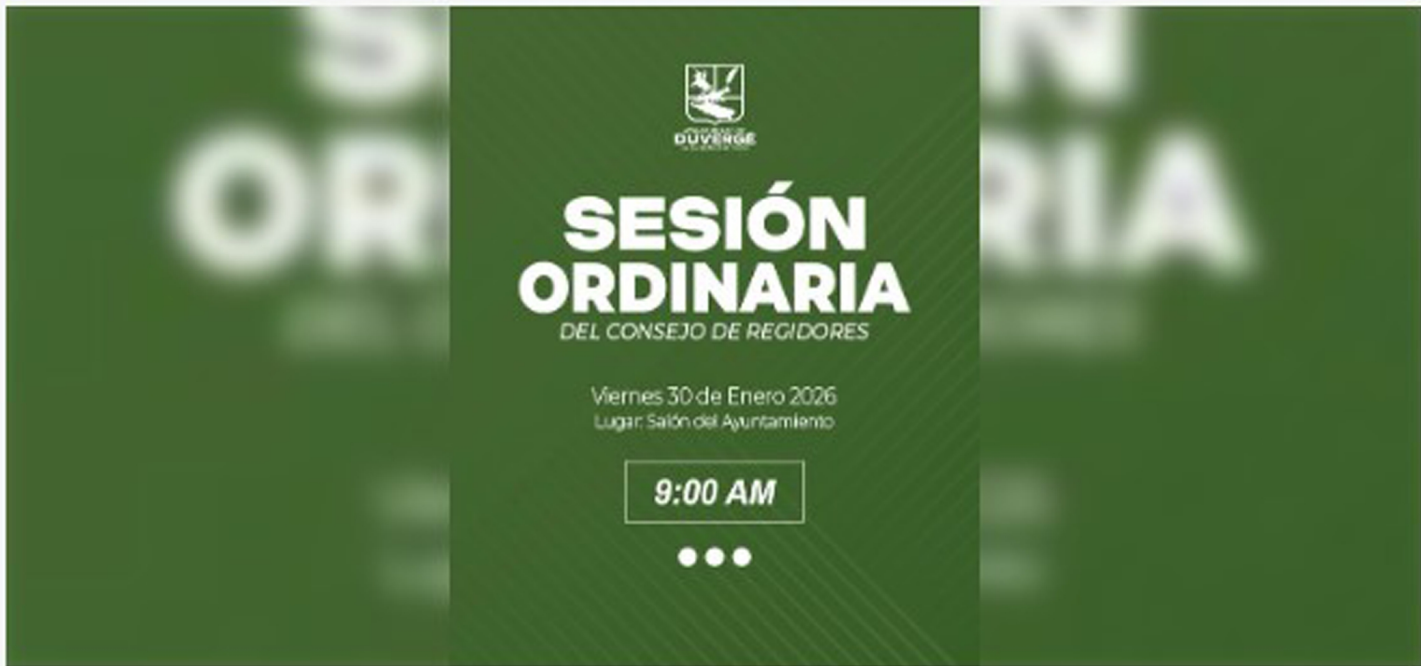 DUVERGÉ
SESIÓN
ORDINARIA
DEL CONSEJO DE REGIDORES
Viernes 30 de Enero 2026
Lugar: Salón del Ayuntamiento
9:00 AM